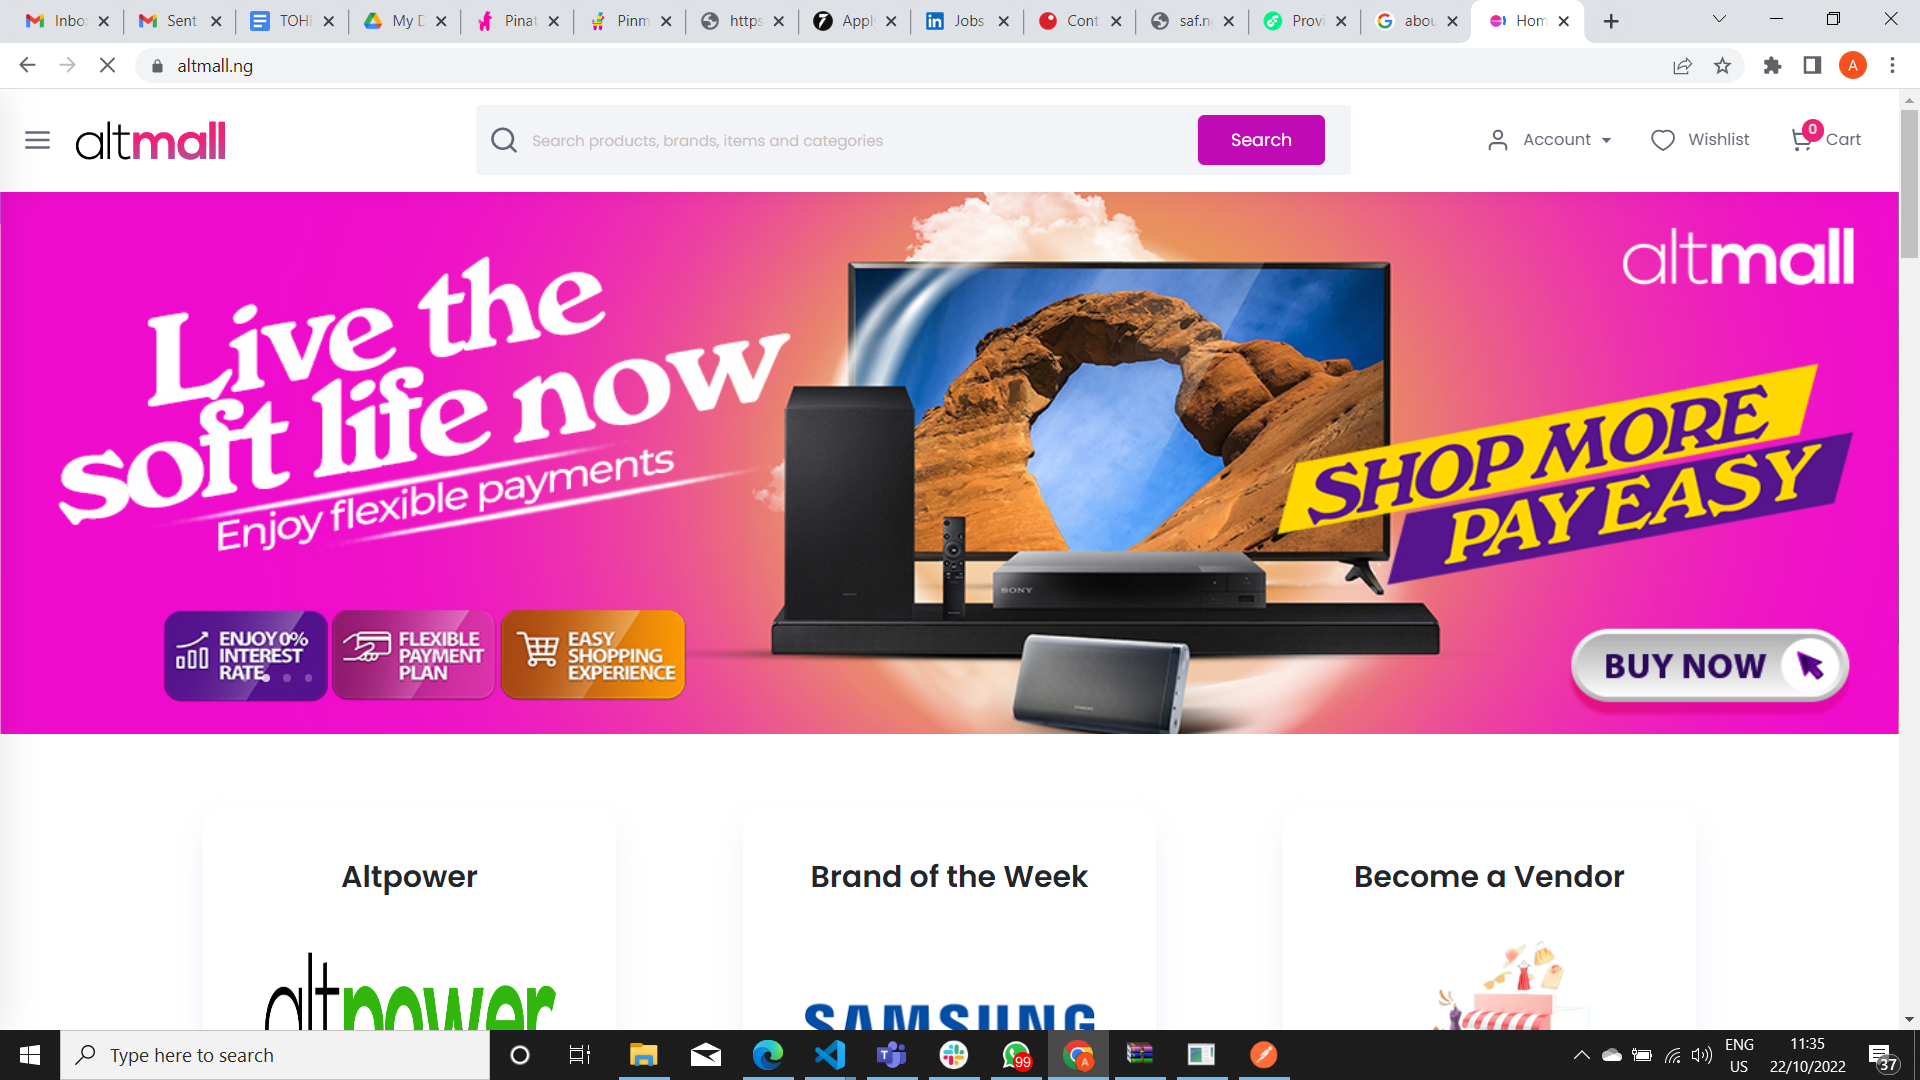 Inbo
Sent
TOHI
My D
Pinat
Pinm
https
Apply
Jobs
Cont
saf.n
Provi
abou
Hom
altmall.ng
A
altmall
Search products, brands, items and categories
Search
Account
Wishlist
0
Cart
altmall
Live the
soft life now
Enjoy flexible payments
SHOP MORE
PAY EASY
SONY
ENJOY 0%
INTEREST
RATE
FLEXIBLE
PAYMENT
PLAN
EASY
SHOPPING
EXPERIENCE
BUY NOW
Altpower
Brand of the Week
Become a Vendor
altpower
SAMSUNG
Type here to search
99
A
ENG
US
11:35
22/10/2022
37